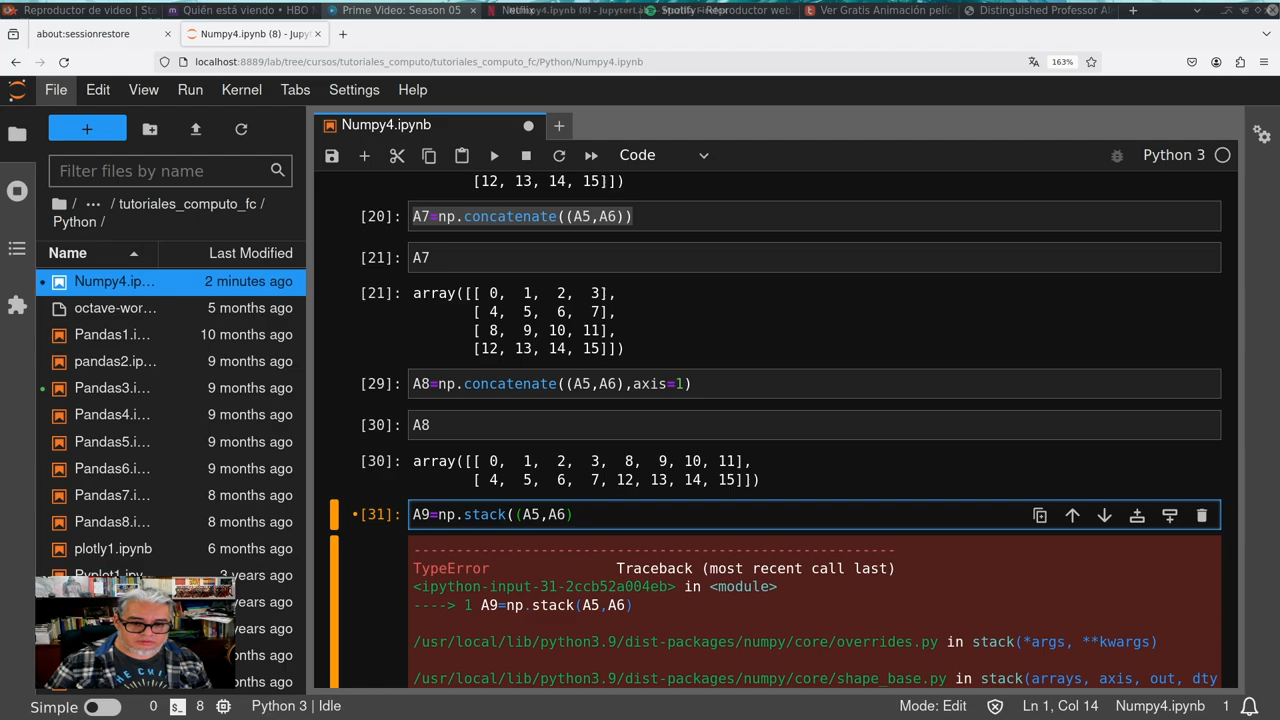 Reproductor de video | Sta
Quién está viendo • HBO M
Prime Video: Season 05
Netflix
Numpy4.ipynb (8) - JupyterLab
Spotify - Reproductor web:
Ver Gratis Animación pelíc
Distinguished Professor Al
about:sessionrestore
Numpy4.ipynb (8) - Jupyt
localhost:8889/lab/tree/cursos/tutoriales_computo/tutoriales_computo_fc/Python/Numpy4.ipynb
163%
File Edit View Run Kernel Tabs Settings Help
Numpy4.ipynb
Code
Python 3
Filter files by name
/ ... / tutoriales_computo_fc /
Python /
Name Last Modified
Numpy4.ip... 2 minutes ago
octave-wor... 5 months ago
Pandas1.i... 10 months ago
pandas2.ip... 9 months ago
Pandas3.i... 9 months ago
Pandas4.i... 9 months ago
Pandas5.i... 9 months ago
Pandas6.i... 9 months ago
Pandas7.i... 8 months ago
Pandas8.i... 8 months ago
plotly1.ipynb 6 months ago
Pyplot1.ipy... 3 years ago
years ago
years ago
months ago
months ago
[12, 13, 14, 15]])
[20]: A7=np.concatenate((A5,A6))
[21]: A7
[21]: array([[ 0, 1, 2, 3],
[ 4, 5, 6, 7],
[ 8, 9, 10, 11],
[12, 13, 14, 15]])
[29]: A8=np.concatenate((A5,A6),axis=1)
[30]: A8
[30]: array([[ 0, 1, 2, 3, 8, 9, 10, 11],
[ 4, 5, 6, 7, 12, 13, 14, 15]])
•[31]: A9=np.stack((A5,A6)
---------------------------------------------------------
TypeError Traceback (most recent call last)
<ipython-input-31-2ccb52a004eb> in <module>
----> 1 A9=np.stack(A5,A6)
/usr/local/lib/python3.9/dist-packages/numpy/core/overrides.py in stack(*args, **kwargs)
/usr/local/lib/python3.9/dist-packages/numpy/core/shape_base.py in stack(arrays, axis, out, dty
Simple 0 8 Python 3 | Idle
Mode: Edit Ln 1, Col 14 Numpy4.ipynb 1